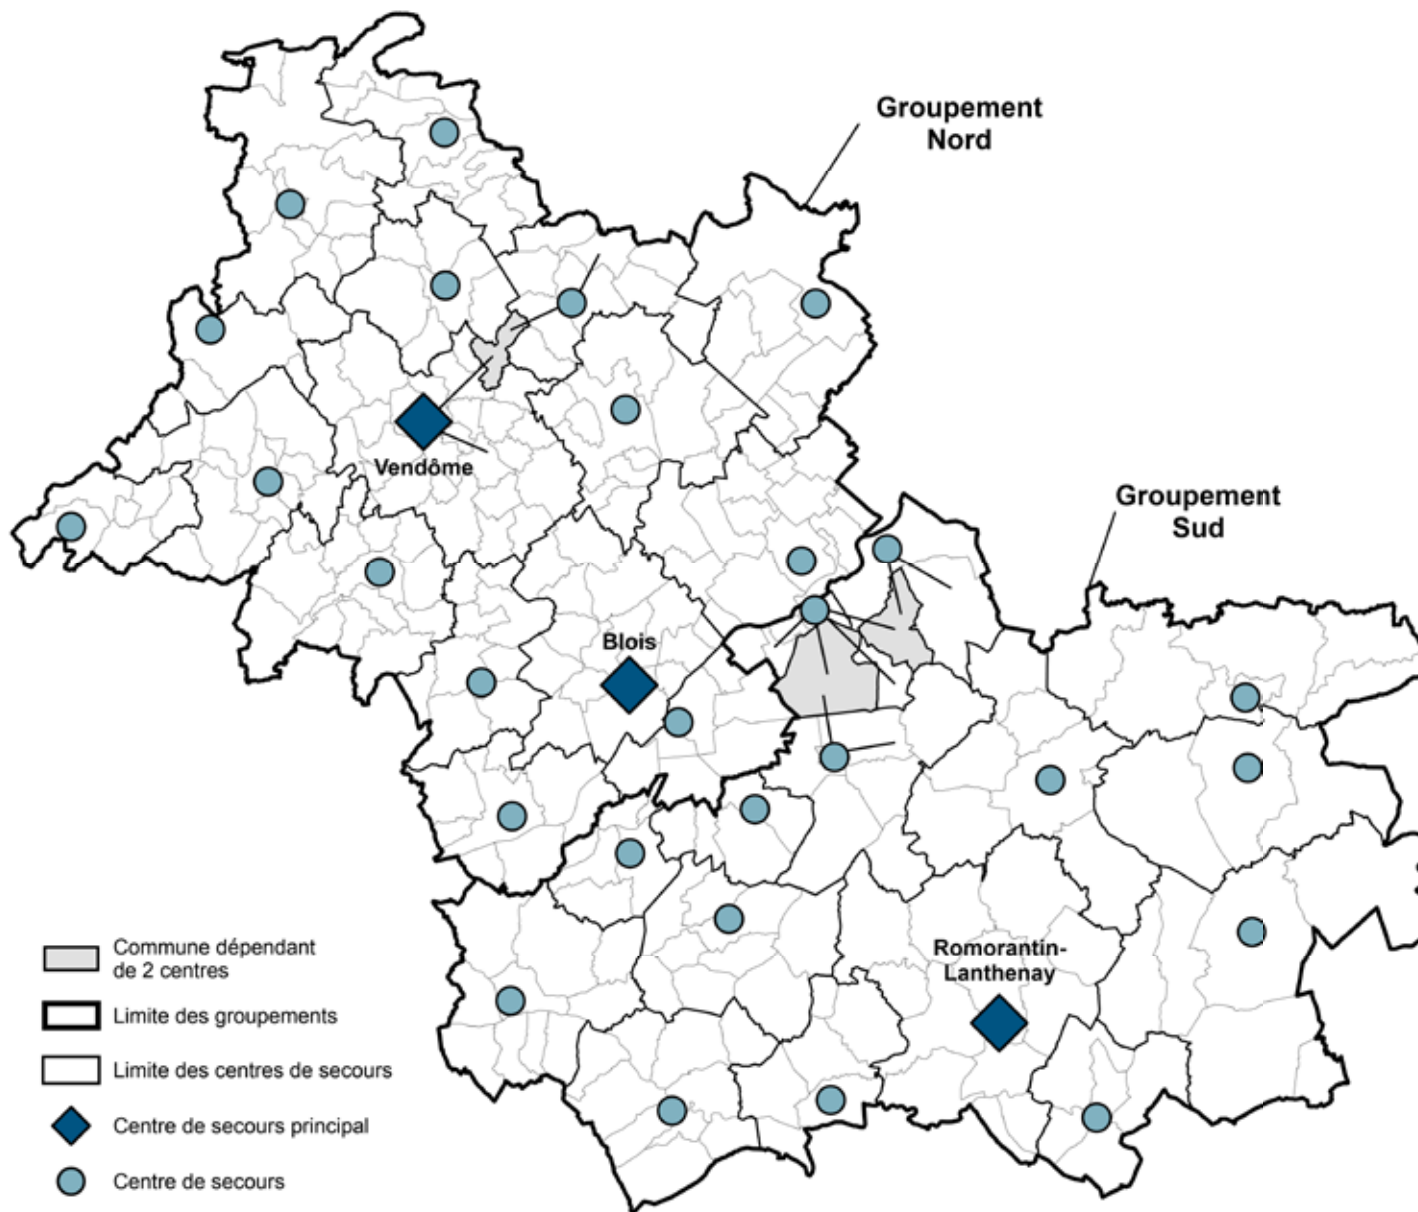 Groupement
Nord
Groupement
Sud
Vendôme
Blois
Romorantin-
Lanthenay
Commune dépendant
de 2 centres
Limite des groupements
Limite des centres de secours
Centre de secours principal
Centre de secours